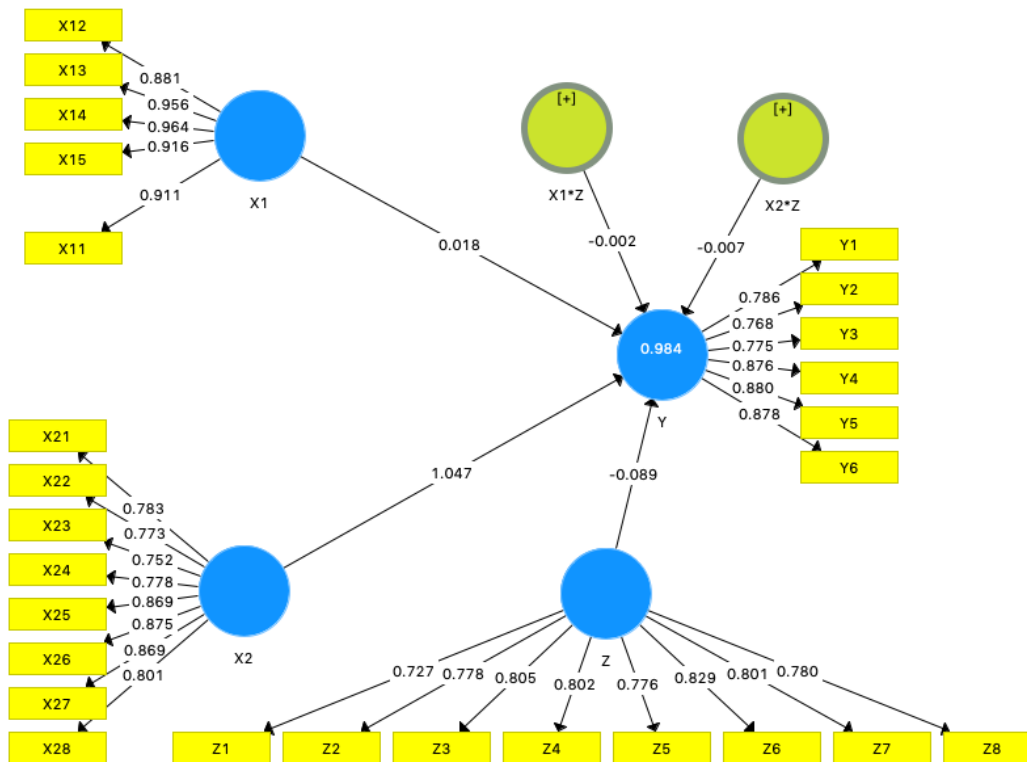 X12
X13
X14
X15
X11
0.881
0.956
0.964
0.916
0.911
X1
[+]
X1*Z
[+]
X2*Z
0.018
-0.002
-0.007
0.984
Y
Y1
Y2
Y3
Y4
Y5
Y6
0.786
0.768
0.775
0.876
0.880
0.878
1.047
-0.089
X21
X22
X23
X24
X25
X26
X27
X28
0.783
0.773
0.752
0.778
0.869
0.875
0.869
0.801
X2
Z
0.727
0.778
0.805
0.802
0.776
0.829
0.801
0.780
Z1
Z2
Z3
Z4
Z5
Z6
Z7
Z8